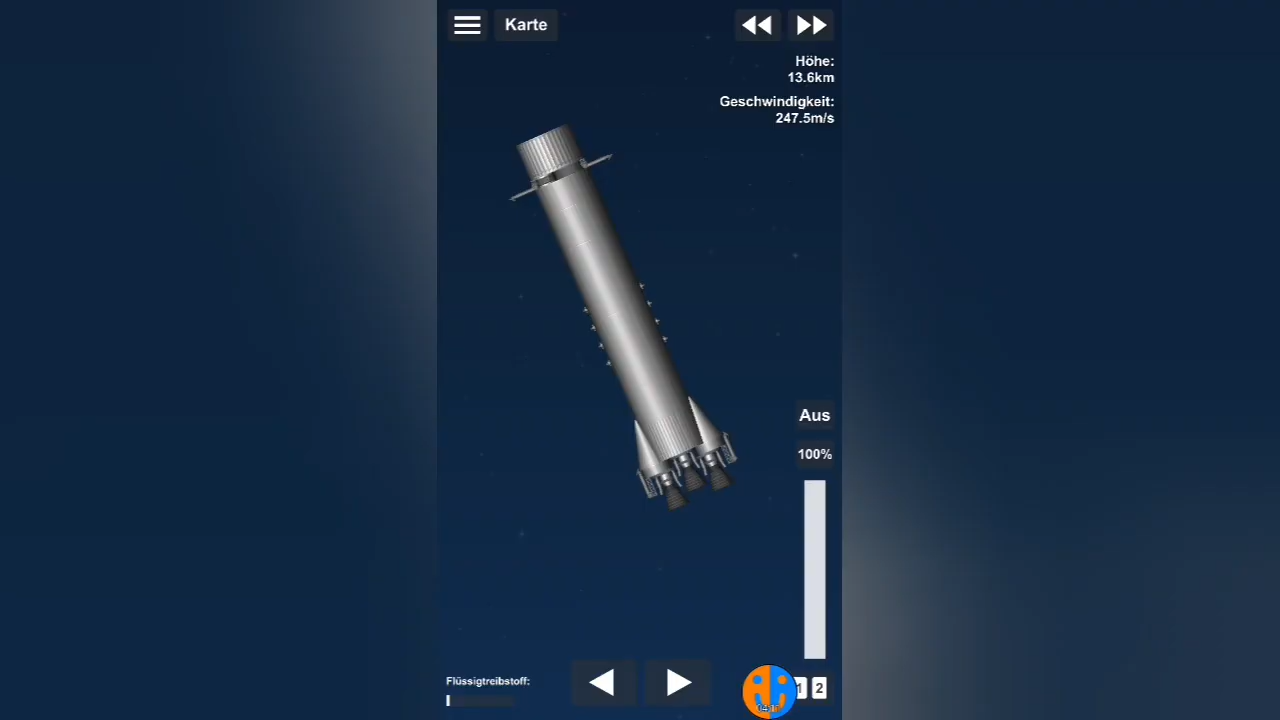 Karte
Höhe:
13.6km
Geschwindigkeit:
247.5m/s
Aus
100%
Flüssigtreibstoff:
1 2